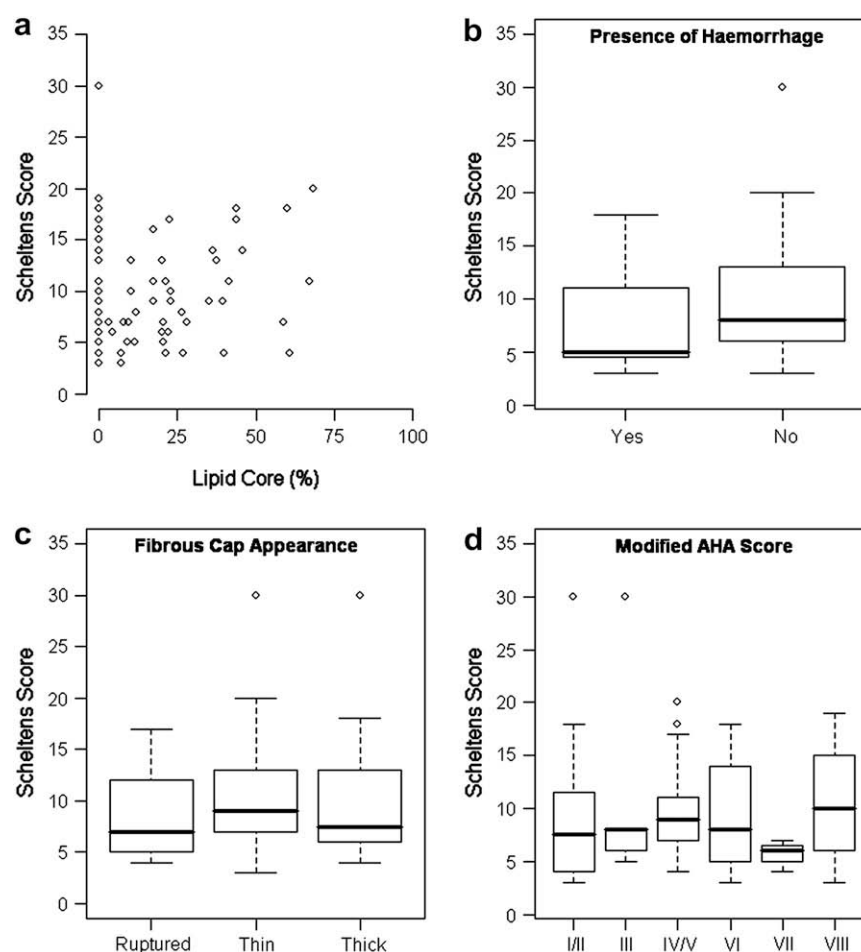 a
35
30
25
20
15
10
5
0
Scheltens Score
0 25 50 75 100
Lipid Core (%)
b
Presence of Haemorrhage
35
30
25
20
15
10
5
0
Scheltens Score
Yes No
c
Fibrous Cap Appearance
35
30
25
20
15
10
5
0
Scheltens Score
Ruptured Thin Thick
d
Modified AHA Score
35
30
25
20
15
10
5
0
Scheltens Score
I/II III IV/V VI VII VIII